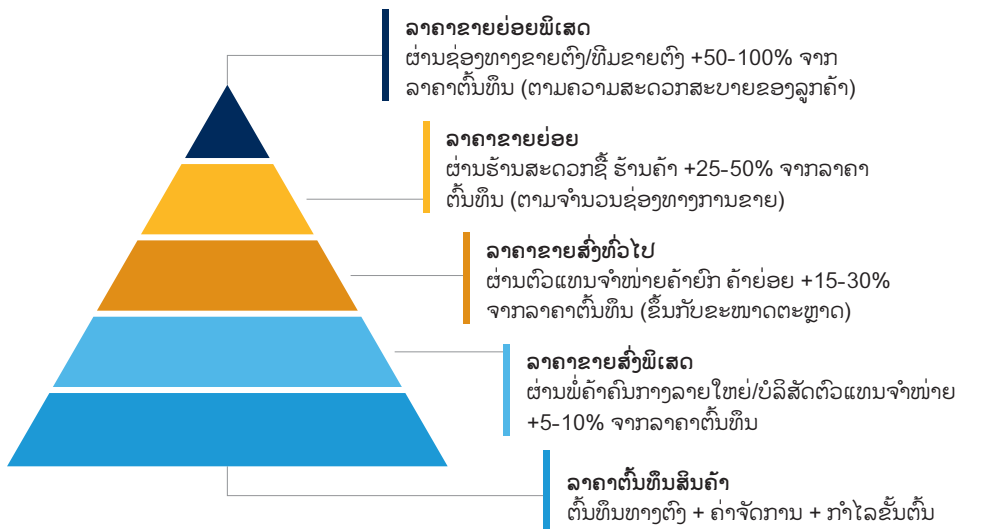 ລາຄາຂາຍຍ່ອຍພິເສດ
ຜ່ານຊ່ອງທາງຂາຍຕົງ/ທີມຂາຍຕົງ +50-100% ຈາກ
ລາຄາຕົ້ນທຶນ (ຕາມຄວາມສະດວກສະບາຍຂອງລູກຄ້າ)
ລາຄາຂາຍຍ່ອຍ
ຜ່ານຮ້ານສະດວກຊື້ ຮ້ານຄ້າ +25-50% ຈາກລາຄາ
ຕົ້ນທຶນ (ຕາມຈຳນວນຊ່ອງທາງການຂາຍ)
ລາຄາຂາຍສົ່ງທົ່ວໄປ
ຜ່ານຕົວແທນຈຳໜ່າຍຄ້າຍົກ ຄ້າຍ່ອຍ +15-30%
ຈາກລາຄາຕົ້ນທຶນ (ຂຶ້ນກັບຂະໜາດຕະຫຼາດ)
ລາຄາຂາຍສົ່ງພິເສດ
ຜ່ານພໍ່ຄ້າຄົນກາງລາຍໃຫຍ່/ບໍລິສັດຕົວແທນຈຳໜ່າຍ
+5-10% ຈາກລາຄາຕົ້ນທຶນ
ລາຄາຕົ້ນທຶນສິນຄ້າ
ຕົ້ນທຶນທາງຕົງ + ຄ່າຈັດການ + ກຳໄລຂັ້ນຕົ້ນ